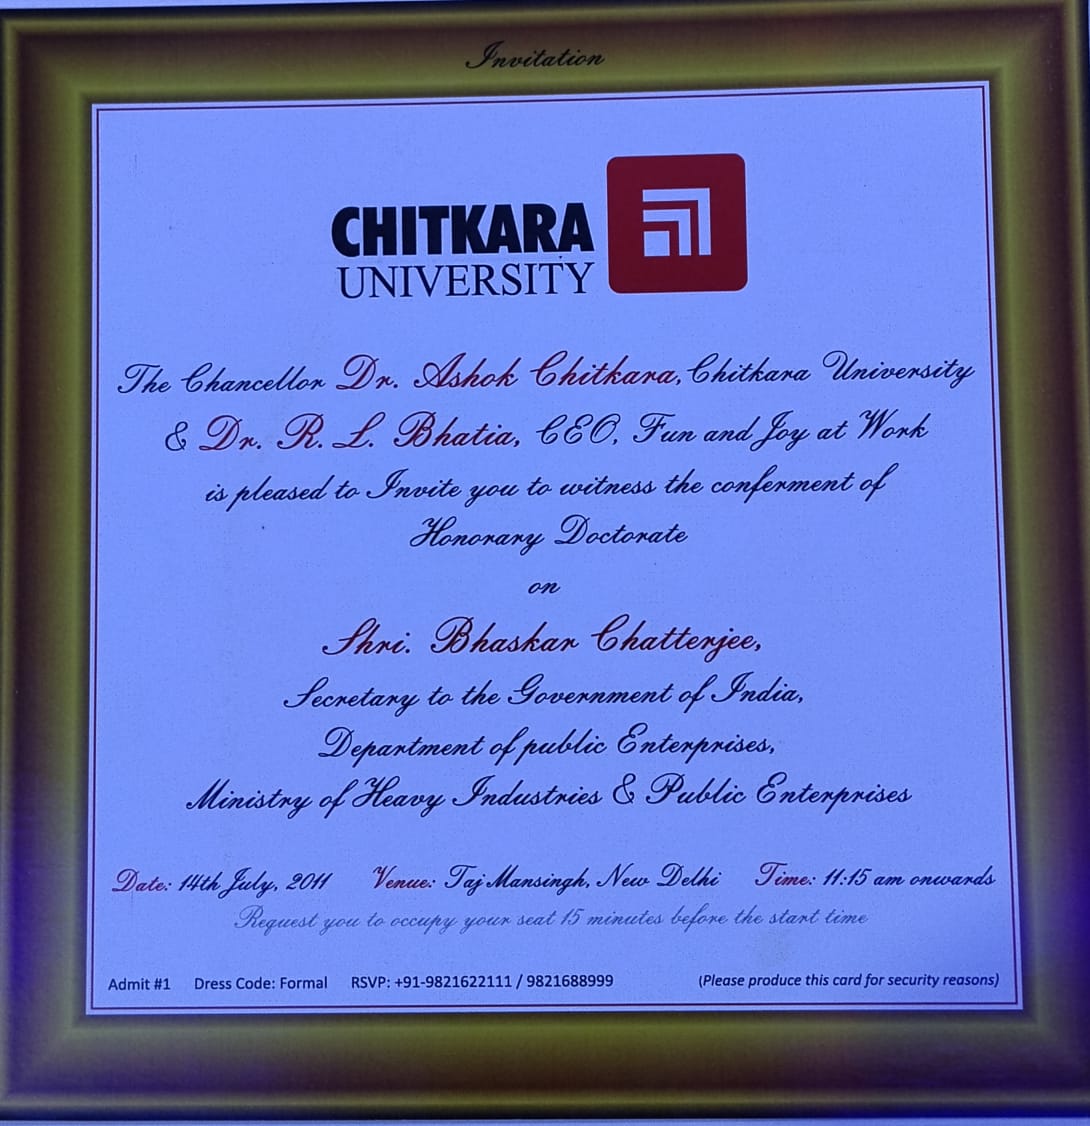 Invitation
CHITKARA
UNIVERSITY
The Chancellor Dr. Ashok Chitkara, Chitkara University
& Dr. R. L. Bhatia, CEO, Fun and Joy at Work
is pleased to Invite you to witness the conferment of
Honorary Doctorate
on
Shri. Bhaskar Chatterjee,
Secretary to the Government of India,
Department of public Enterprises,
Ministry of Heavy Industries & Public Enterprises
Date: 14th July, 2011 Venue: Taj Mansingh, New Delhi Time: 11:15 am onwards
Request you to occupy your seat 15 minutes before the start time
Admit #1 Dress Code: Formal RSVP: +91-9821622111 / 9821688999 (Please produce this card for security reasons)